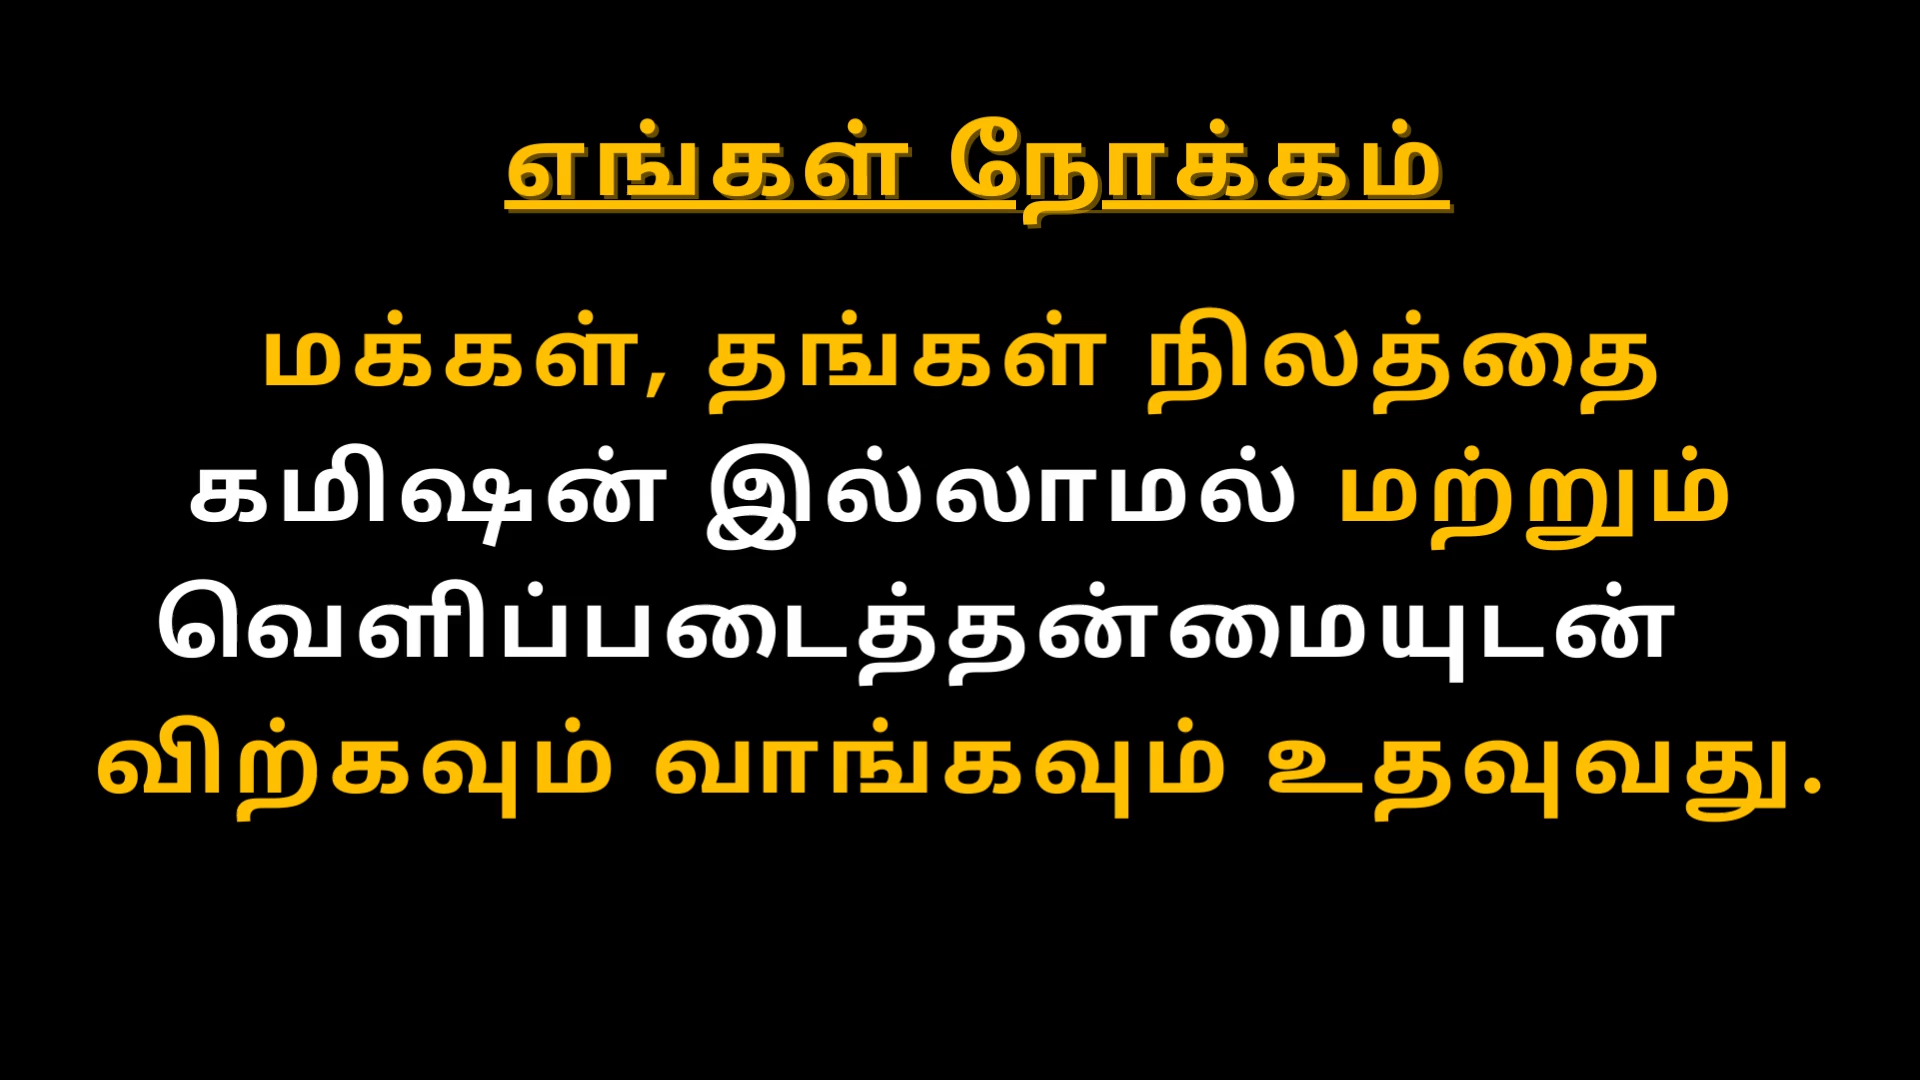 எங்கள் நோக்கம்
மக்கள், தங்கள் நிலத்தை
கமிஷன் இல்லாமல் மற்றும்
வெளிப்படைத்தன்மையுடன்
விற்கவும் வாங்கவும் உதவுவது.